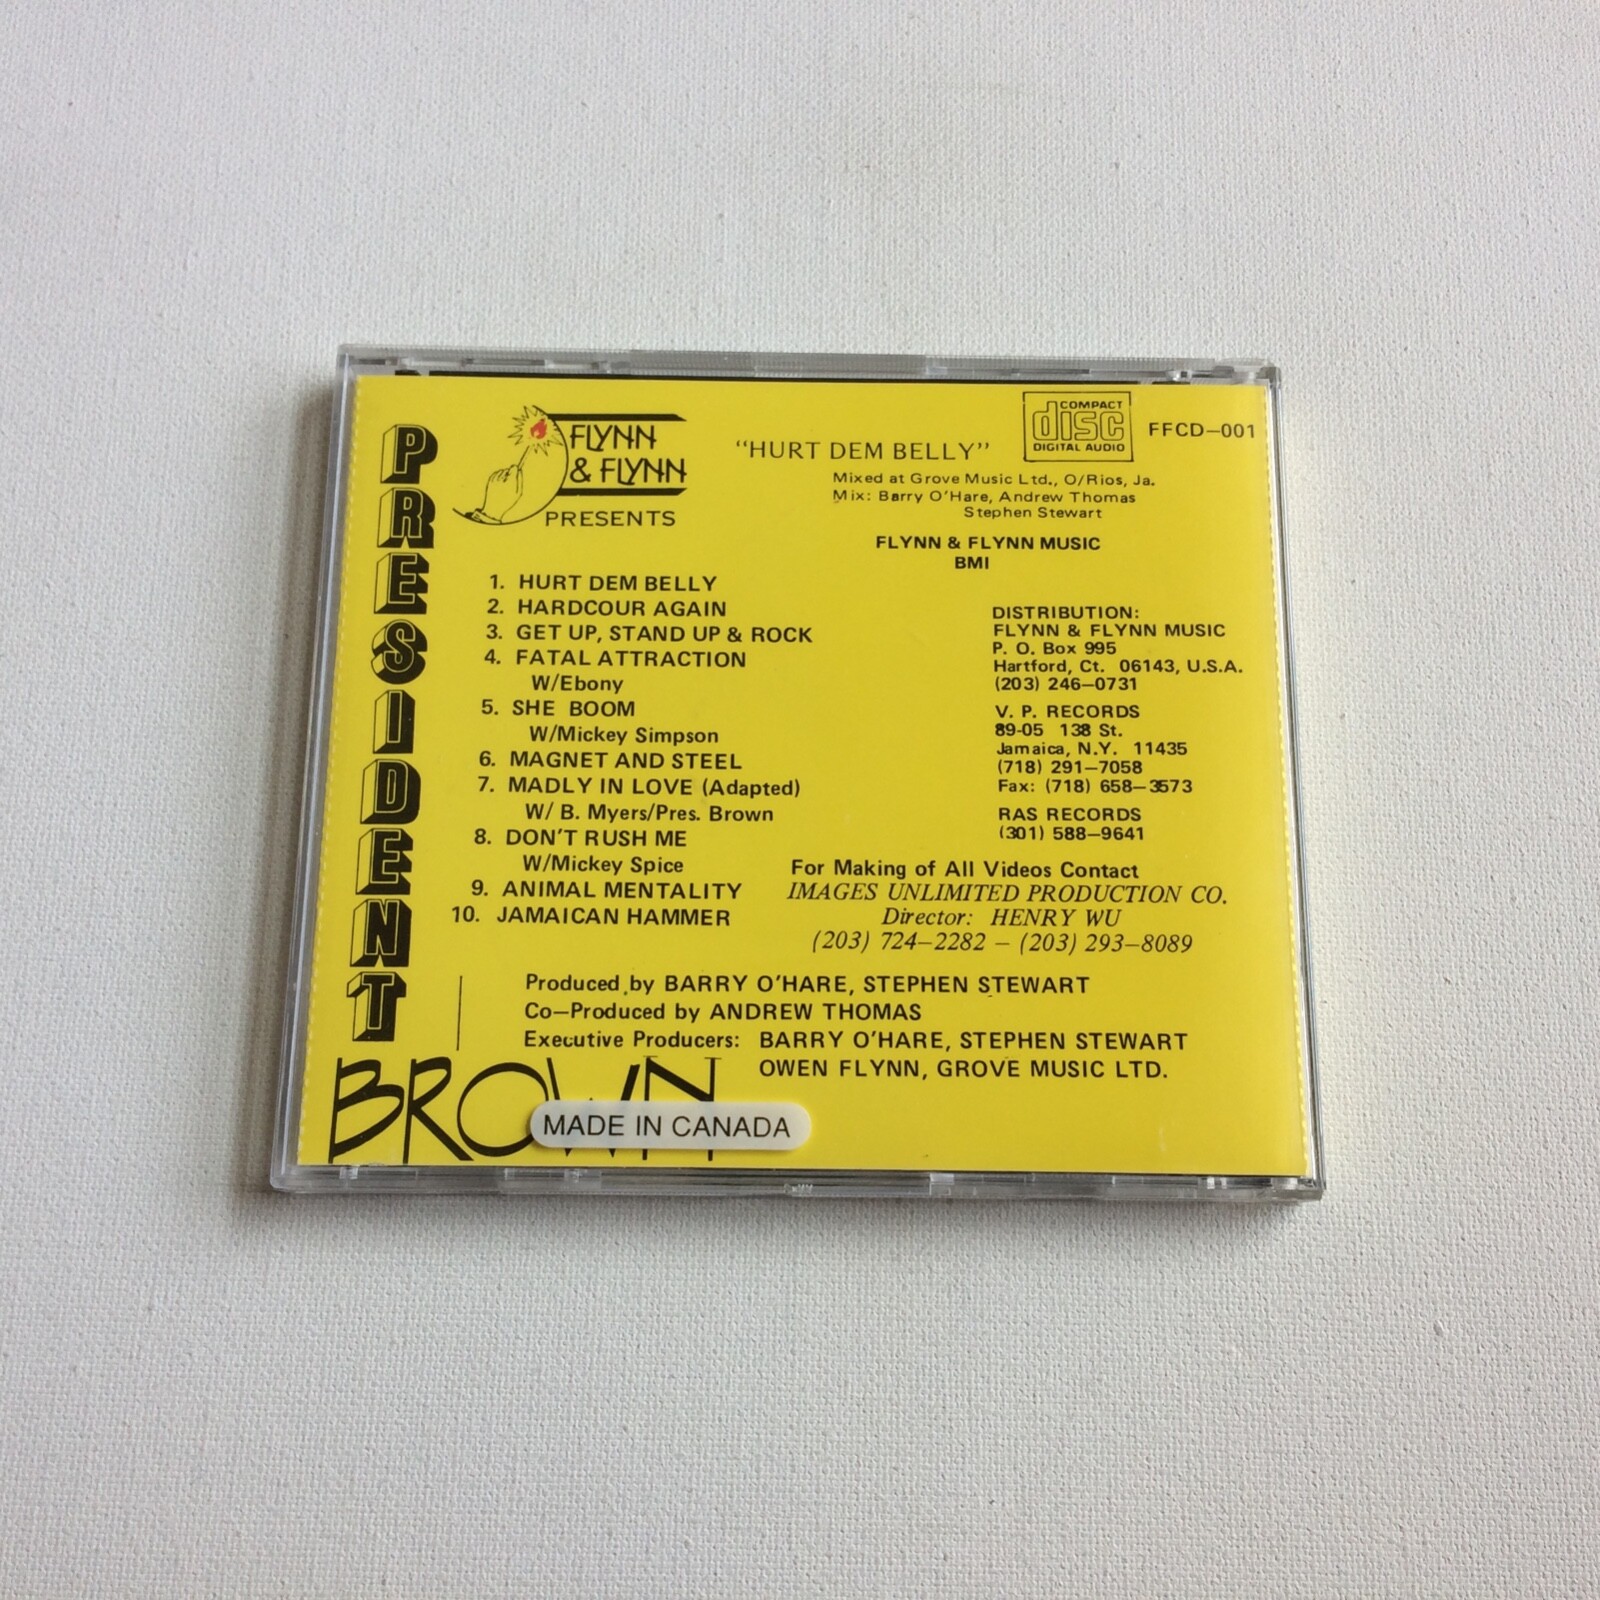 PRESIDENT
BROWN
FLYNN
& FLYNN
PRESENTS
"HURT DEM BELLY"
COMPACT
disc
DIGITAL AUDIO
FFCD-001
Mixed at Grove Music Ltd., O/Rios, Ja.
Mix: Barry O'Hare, Andrew Thomas
Stephen Stewart
FLYNN & FLYNN MUSIC
BMI
1. HURT DEM BELLY
2. HARDCOUR AGAIN
3. GET UP, STAND UP & ROCK
4. FATAL ATTRACTION
W/Ebony
5. SHE BOOM
W/Mickey Simpson
6. MAGNET AND STEEL
7. MADLY IN LOVE (Adapted)
W/ B. Myers/Pres. Brown
8. DON'T RUSH ME
W/Mickey Spice
9. ANIMAL MENTALITY
10. JAMAICAN HAMMER
DISTRIBUTION:
FLYNN & FLYNN MUSIC
P. O. Box 995
Hartford, Ct. 06143, U.S.A.
(203) 246-0731
V. P. RECORDS
89-05 138 St.
Jamaica, N.Y. 11435
(718) 291-7058
Fax: (718) 658-3573
RAS RECORDS
(301) 588-9641
For Making of All Videos Contact
IMAGES UNLIMITED PRODUCTION CO.
Director: HENRY WU
(203) 724-2282 - (203) 293-8089
Produced by BARRY O'HARE, STEPHEN STEWART
Co-Produced by ANDREW THOMAS
Executive Producers: BARRY O'HARE, STEPHEN STEWART
OWEN FLYNN, GROVE MUSIC LTD.
MADE IN CANADA